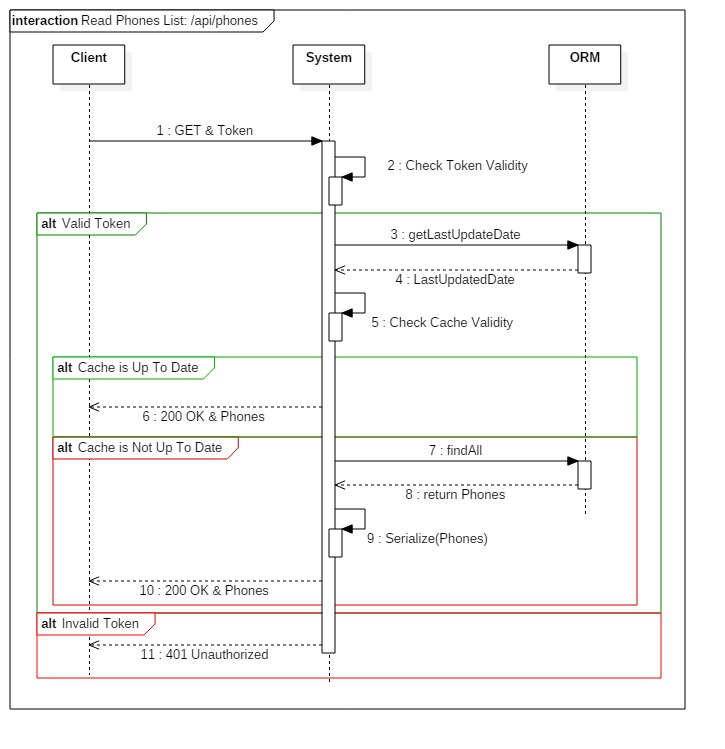 interaction Read Phones List: /api/phones
Client
System
ORM
1 : GET & Token
2 : Check Token Validity
alt Valid Token
3 : getLastUpdateDate
4 : LastUpdatedDate
5 : Check Cache Validity
alt Cache is Up To Date
6 : 200 OK & Phones
alt Cache is Not Up To Date
7 : findAll
8 : return Phones
9 : Serialize(Phones)
10 : 200 OK & Phones
alt Invalid Token
11 : 401 Unauthorized